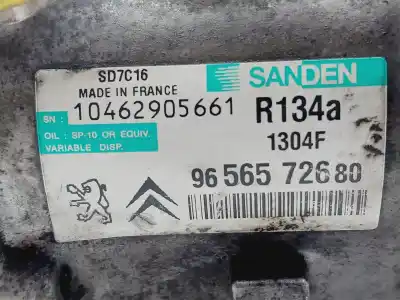 SD7C16
MADE IN FRANCE
SANDEN
SN: 10462905661
R134a
OIL: SP-10 OR EQUIV.
VARIABLE DISP.
1304F
96 565 726 80